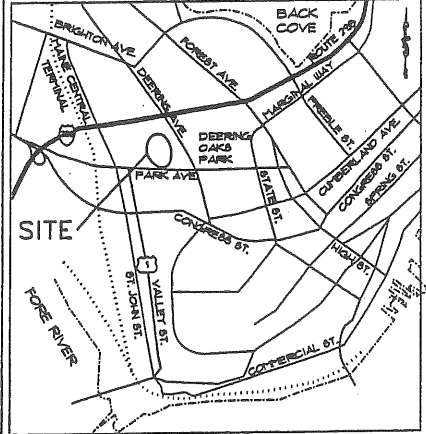 BACK
COVE
BRIGHTON AVE.
FOREST AVE.
ROUTE 295
MAINE CENTRAL
TERMINAL
DEERING AVE.
MARGINAL WAY
PREBLE ST.
DEERING
OAKS
PARK
CUMBERLAND AVE.
CONGRESS ST.
SPRING ST.
PARK AVE.
STATE ST.
SITE
CONGRESS ST.
HIGH ST.
1
VALLEY ST.
ST. JOHN ST.
FORE RIVER
COMMERCIAL ST.